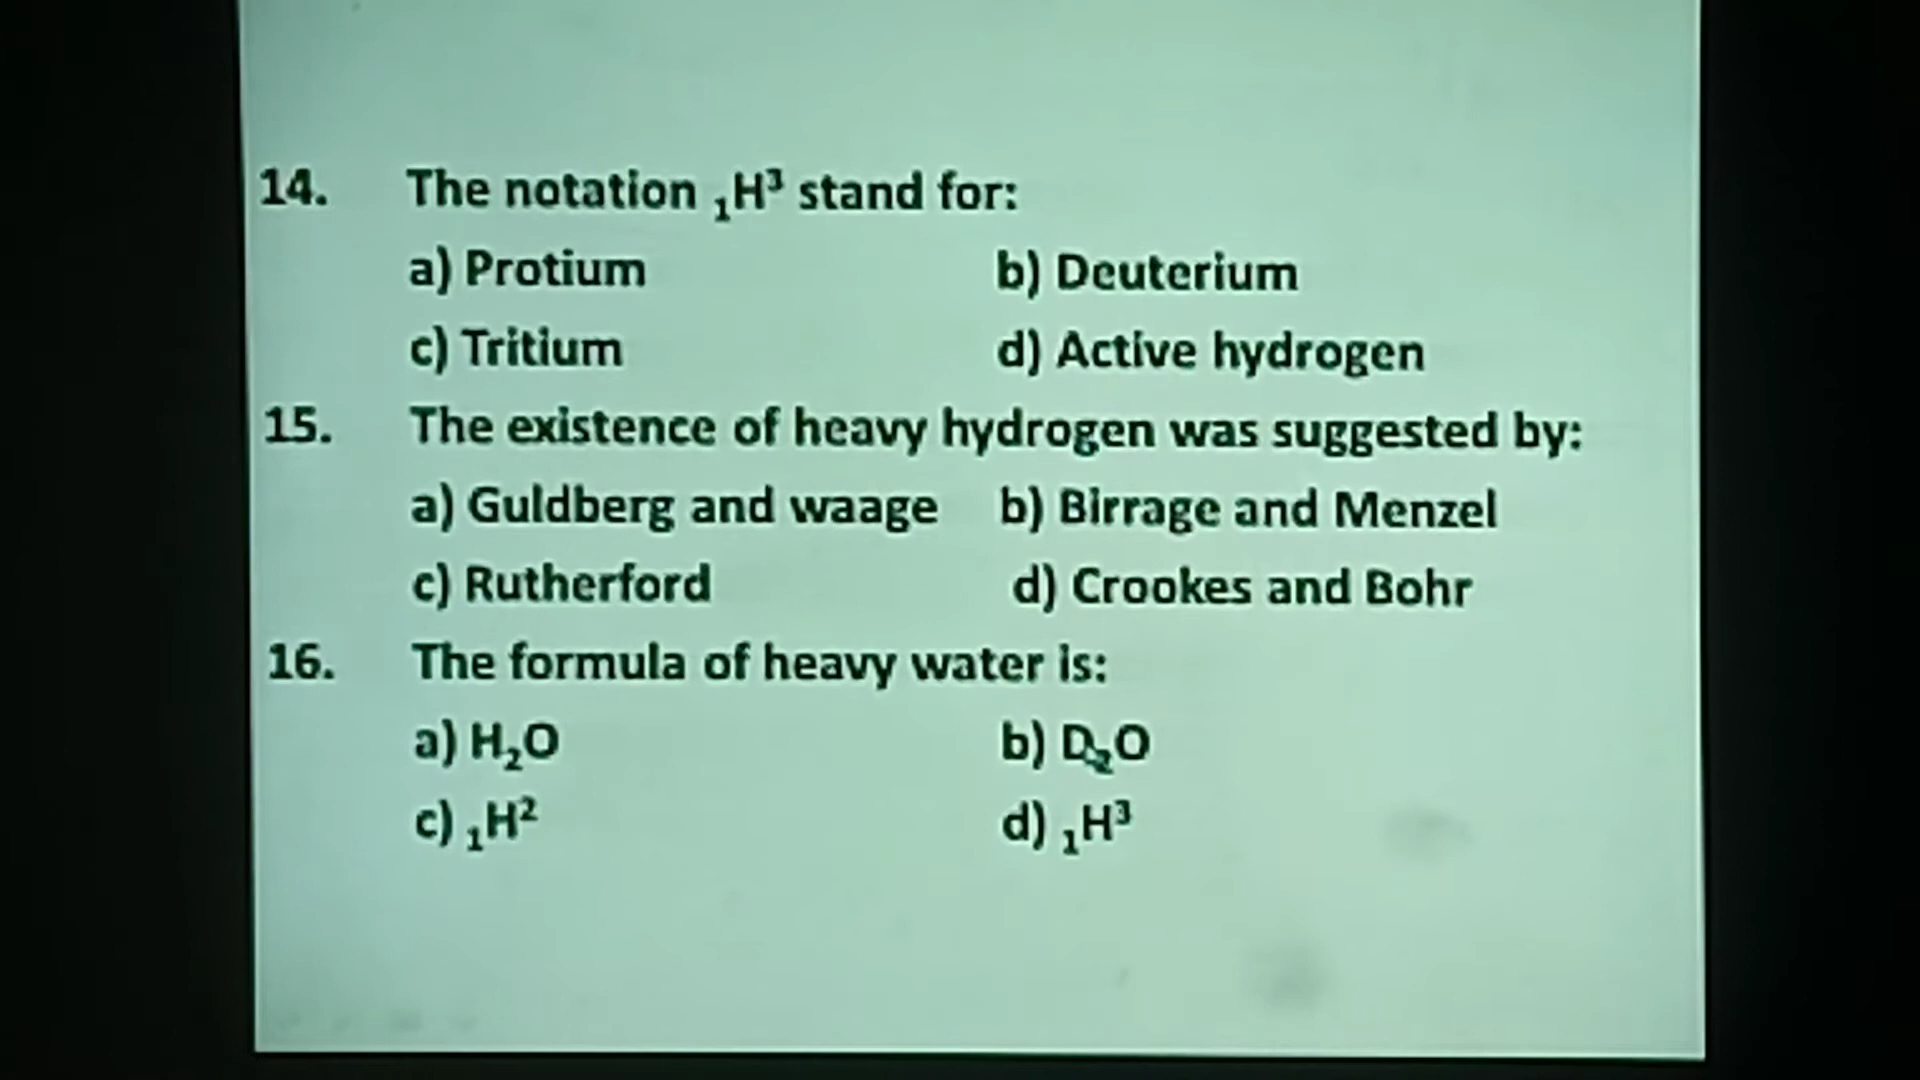 14. The notation ₁H³ stand for:
a) Protium b) Deuterium
c) Tritium d) Active hydrogen
15. The existence of heavy hydrogen was suggested by:
a) Guldberg and waage b) Birrage and Menzel
c) Rutherford d) Crookes and Bohr
16. The formula of heavy water is:
a) H₂O b) D₂O
c) ₁H² d) ₁H³